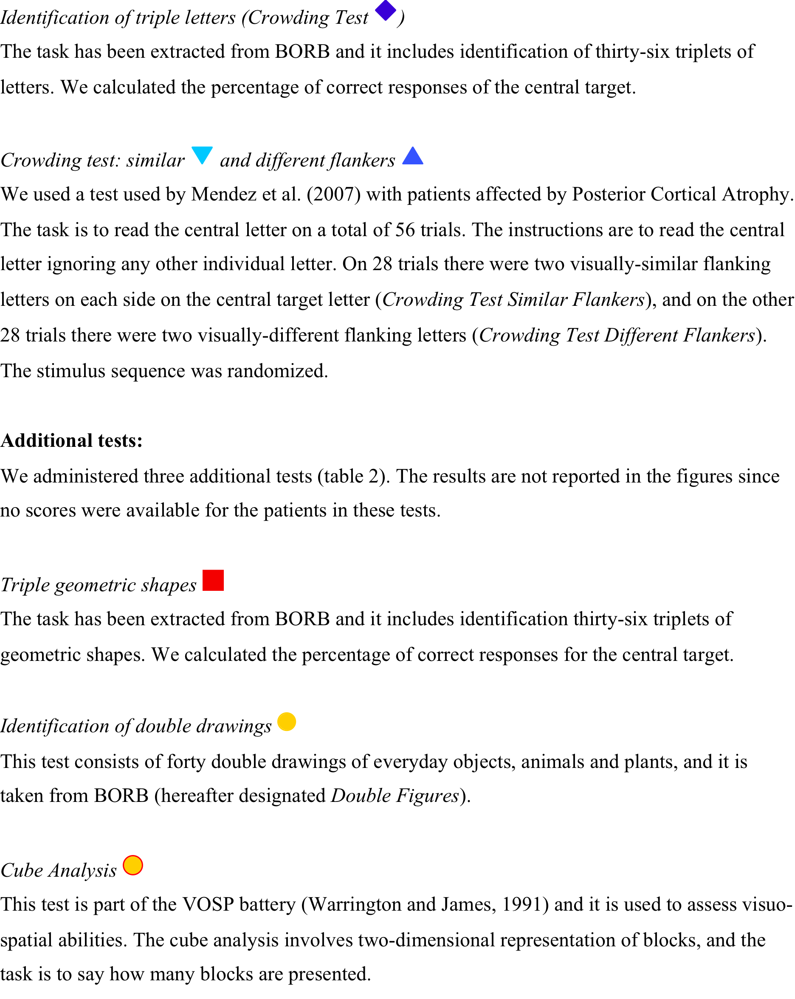 Identification of triple letters (Crowding Test )
The task has been extracted from BORB and it includes identification of thirty-six triplets of
letters. We calculated the percentage of correct responses of the central target.
Crowding test: similar and different flankers
We used a test used by Mendez et al. (2007) with patients affected by Posterior Cortical Atrophy.
The task is to read the central letter on a total of 56 trials. The instructions are to read the central
letter ignoring any other individual letter. On 28 trials there were two visually-similar flanking
letters on each side on the central target letter (Crowding Test Similar Flankers), and on the other
28 trials there were two visually-different flanking letters (Crowding Test Different Flankers).
The stimulus sequence was randomized.
Additional tests:
We administered three additional tests (table 2). The results are not reported in the figures since
no scores were available for the patients in these tests.
Triple geometric shapes
The task has been extracted from BORB and it includes identification thirty-six triplets of
geometric shapes. We calculated the percentage of correct responses for the central target.
Identification of double drawings
This test consists of forty double drawings of everyday objects, animals and plants, and it is
taken from BORB (hereafter designated Double Figures).
Cube Analysis
This test is part of the VOSP battery (Warrington and James, 1991) and it is used to assess visuo-
spatial abilities. The cube analysis involves two-dimensional representation of blocks, and the
task is to say how many blocks are presented.